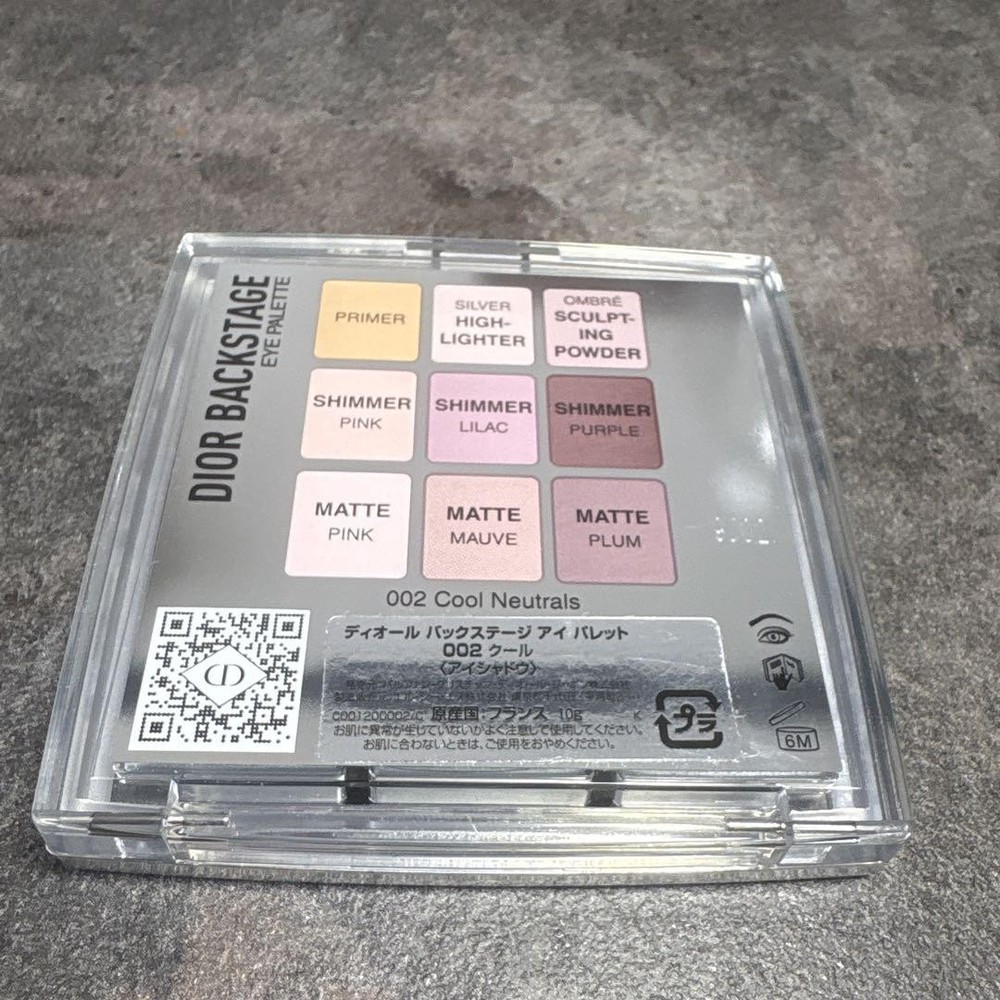 DIOR BACKSTAGE
EYE PALETTE
PRIMER
SILVER
HIGH-
LIGHTER
OMBRÉ
SCULPT-
ING
POWDER
SHIMMER
PINK
SHIMMER
LILAC
SHIMMER
PURPLE
MATTE
PINK
MATTE
MAUVE
MATTE
PLUM
002 Cool Neutrals
ディオール バックステージ アイ パレット
002 クール
〈アイシャドウ〉
C001200002/C 原産国:フランス 10g K
お肌に異常が生じていないかよく注意して使用してください。
お肌に合わないときは、ご使用をおやめください。
プラ
CD
6M